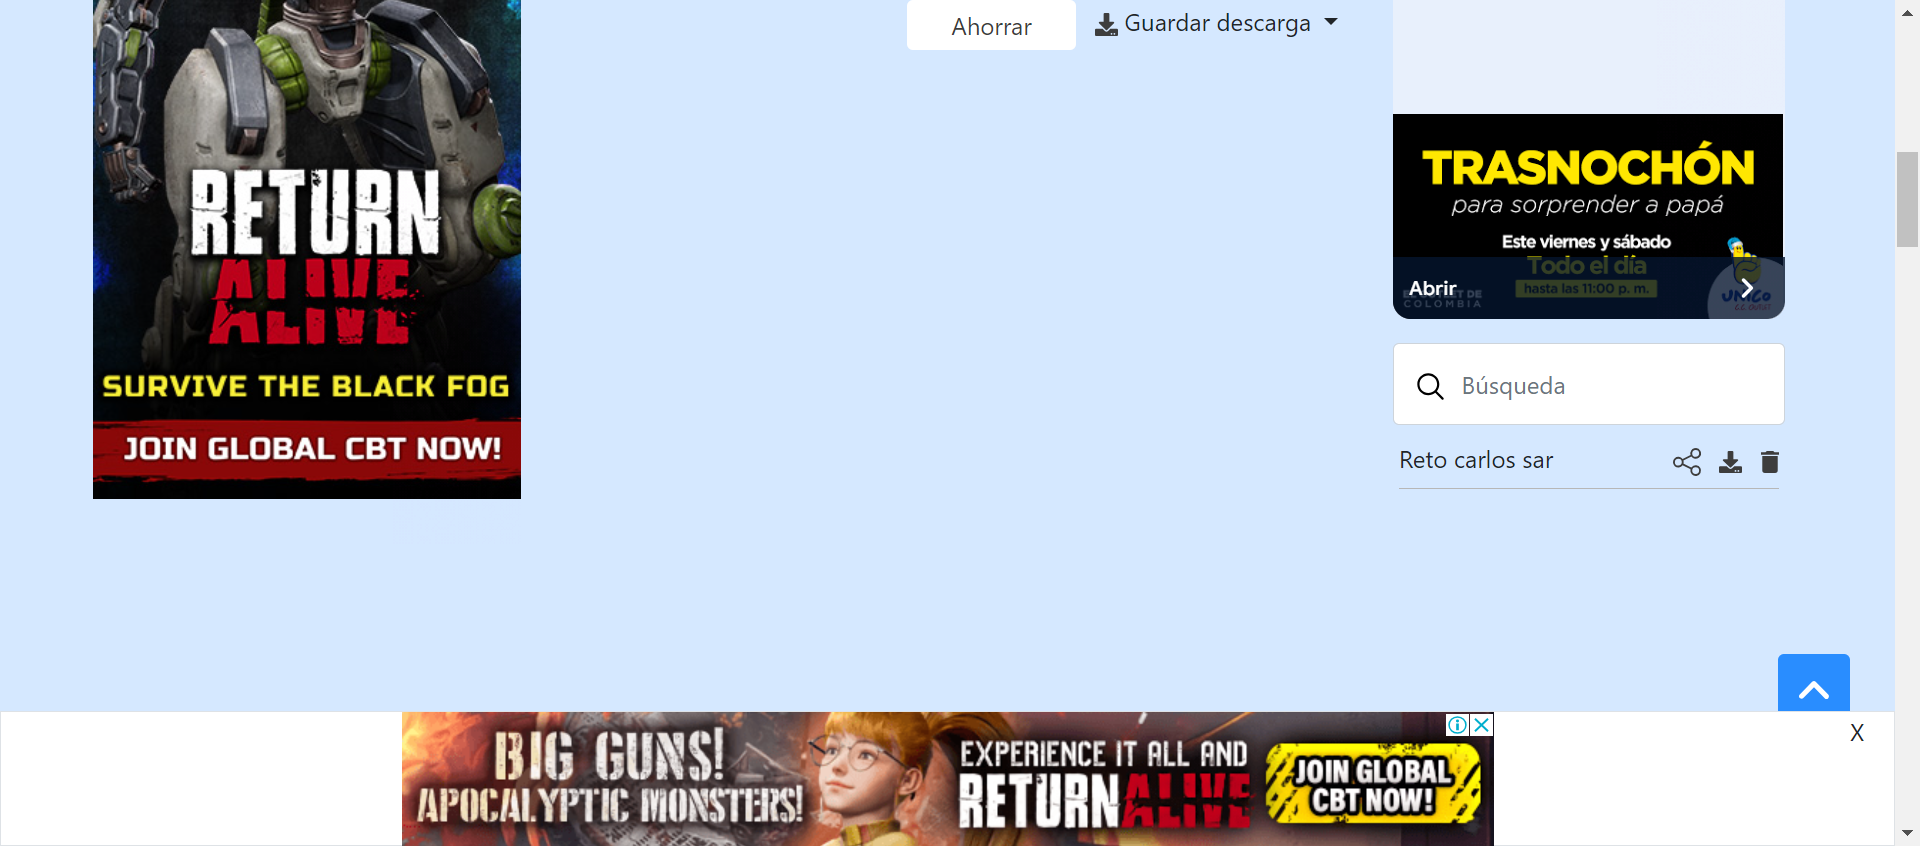 Ahorrar
Guardar descarga
RETURN
ALIVE
SURVIVE THE BLACK FOG
JOIN GLOBAL CBT NOW!
TRASNOCHÓN
para sorprender a papá
Este viernes y sábado
Todo el día
hasta las 11:00 p. m.
Abrir
COLOMBIA
Búsqueda
Reto carlos sar
X
BIG GUNS!
APOCALYPTIC MONSTERS!
EXPERIENCE IT ALL AND
RETURN ALIVE
JOIN GLOBAL
CBT NOW!